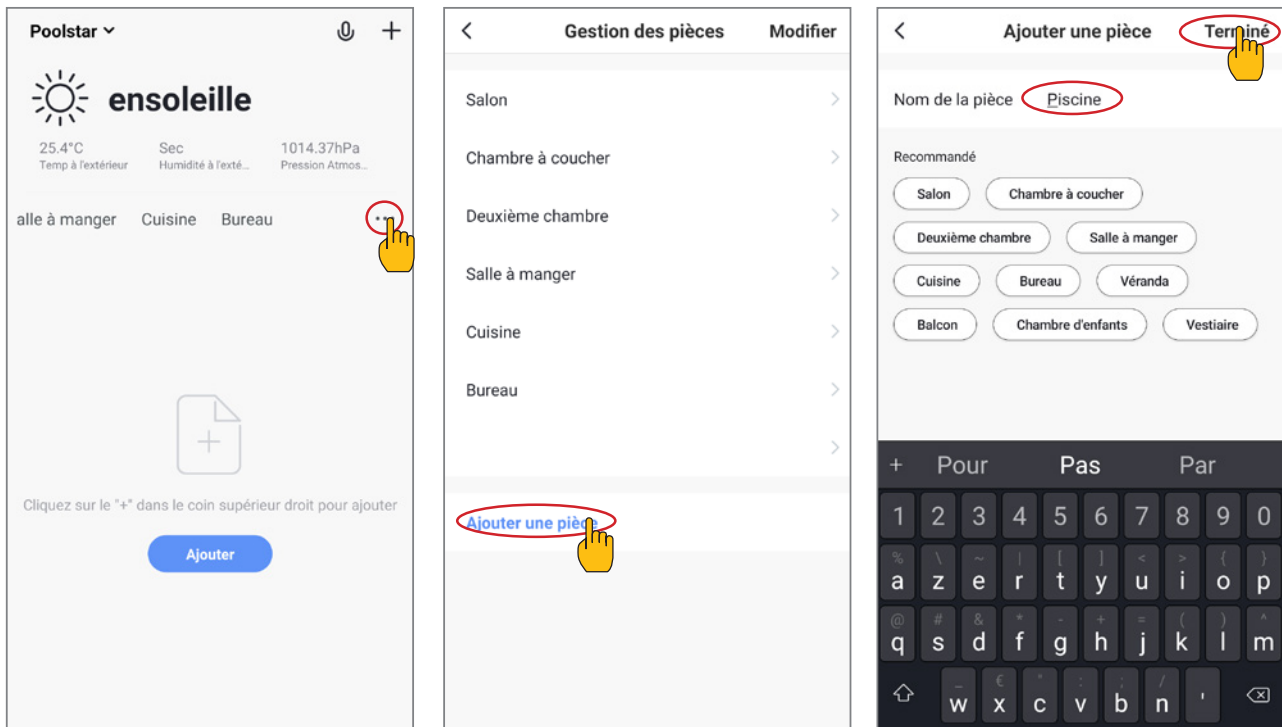 Poolstar
ensoleille
25.4°C Sec 1014.37hPa
Temp à l'extérieur Humidité à l'exté... Pression Atmos...
alle à manger Cuisine Bureau ...
Cliquez sur le "+" dans le coin supérieur droit pour ajouter
Ajouter
Gestion des pièces Modifier
Salon
Chambre à coucher
Deuxième chambre
Salle à manger
Cuisine
Bureau
Ajouter une pièce
Ajouter une pièce Terminé
Nom de la pièce Piscine
Recommandé
Salon Chambre à coucher
Deuxième chambre Salle à manger
Cuisine Bureau Véranda
Balcon Chambre d'enfants Vestiaire
+ Pour Pas Par
1 2 3 4 5 6 7 8 9 0
% \ ~ | [ ] < > { }
a z e r t y u i o p
@ # & * - + = ( ) ^
q s d f g h j k l m
_ € " : ; /
w x c v b n '